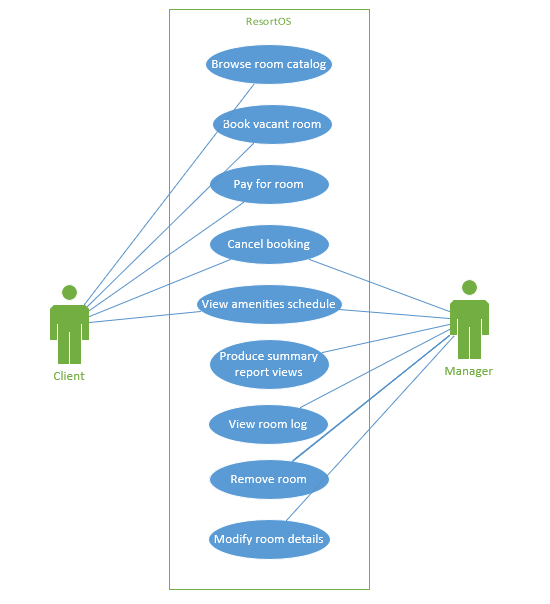 ResortOS
Browse room catalog
Book vacant room
Pay for room
Cancel booking
View amenities schedule
Produce summary
report views
View room log
Remove room
Modify room details
Client
Manager